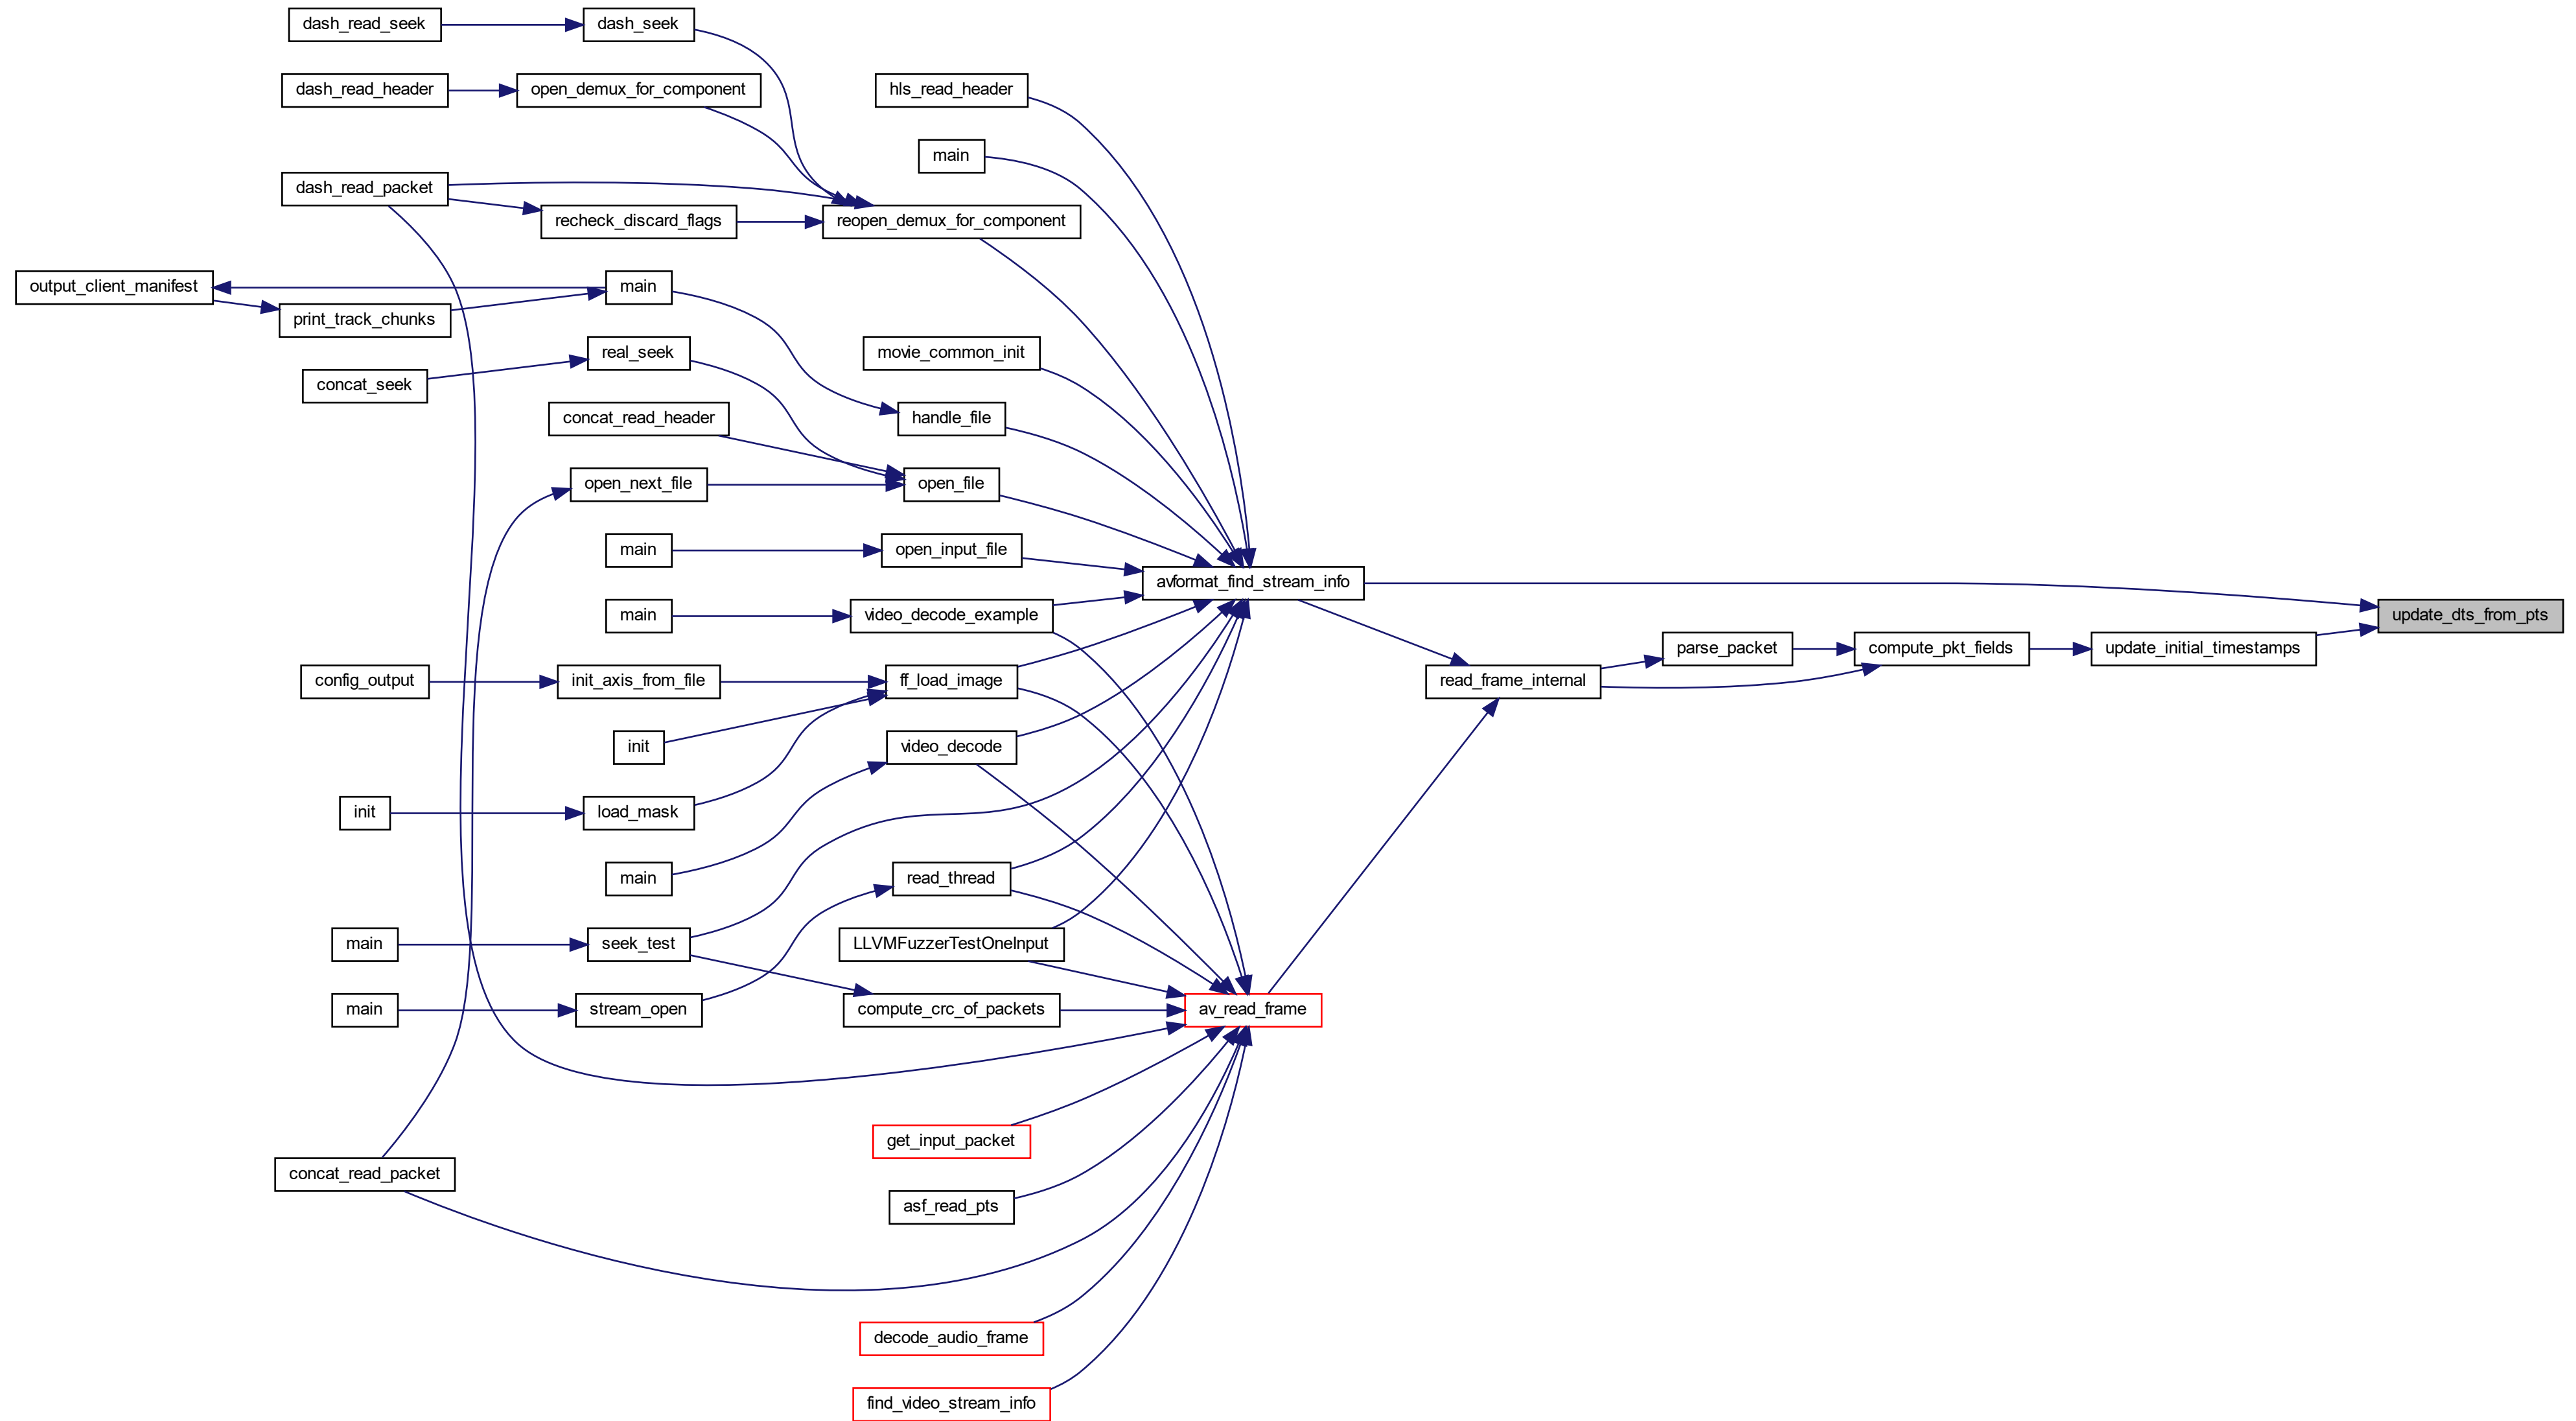 dash_read_seek
dash_seek
dash_read_header
open_demux_for_component
hls_read_header
main
dash_read_packet
recheck_discard_flags
reopen_demux_for_component
output_client_manifest
main
print_track_chunks
real_seek
movie_common_init
concat_seek
concat_read_header
handle_file
open_next_file
open_file
main
open_input_file
avformat_find_stream_info
main
video_decode_example
update_dts_from_pts
parse_packet
compute_pkt_fields
update_initial_timestamps
config_output
init_axis_from_file
ff_load_image
read_frame_internal
init
video_decode
init
load_mask
main
read_thread
main
seek_test
LLVMFuzzerTestOneInput
main
stream_open
compute_crc_of_packets
av_read_frame
get_input_packet
concat_read_packet
asf_read_pts
decode_audio_frame
find_video_stream_info